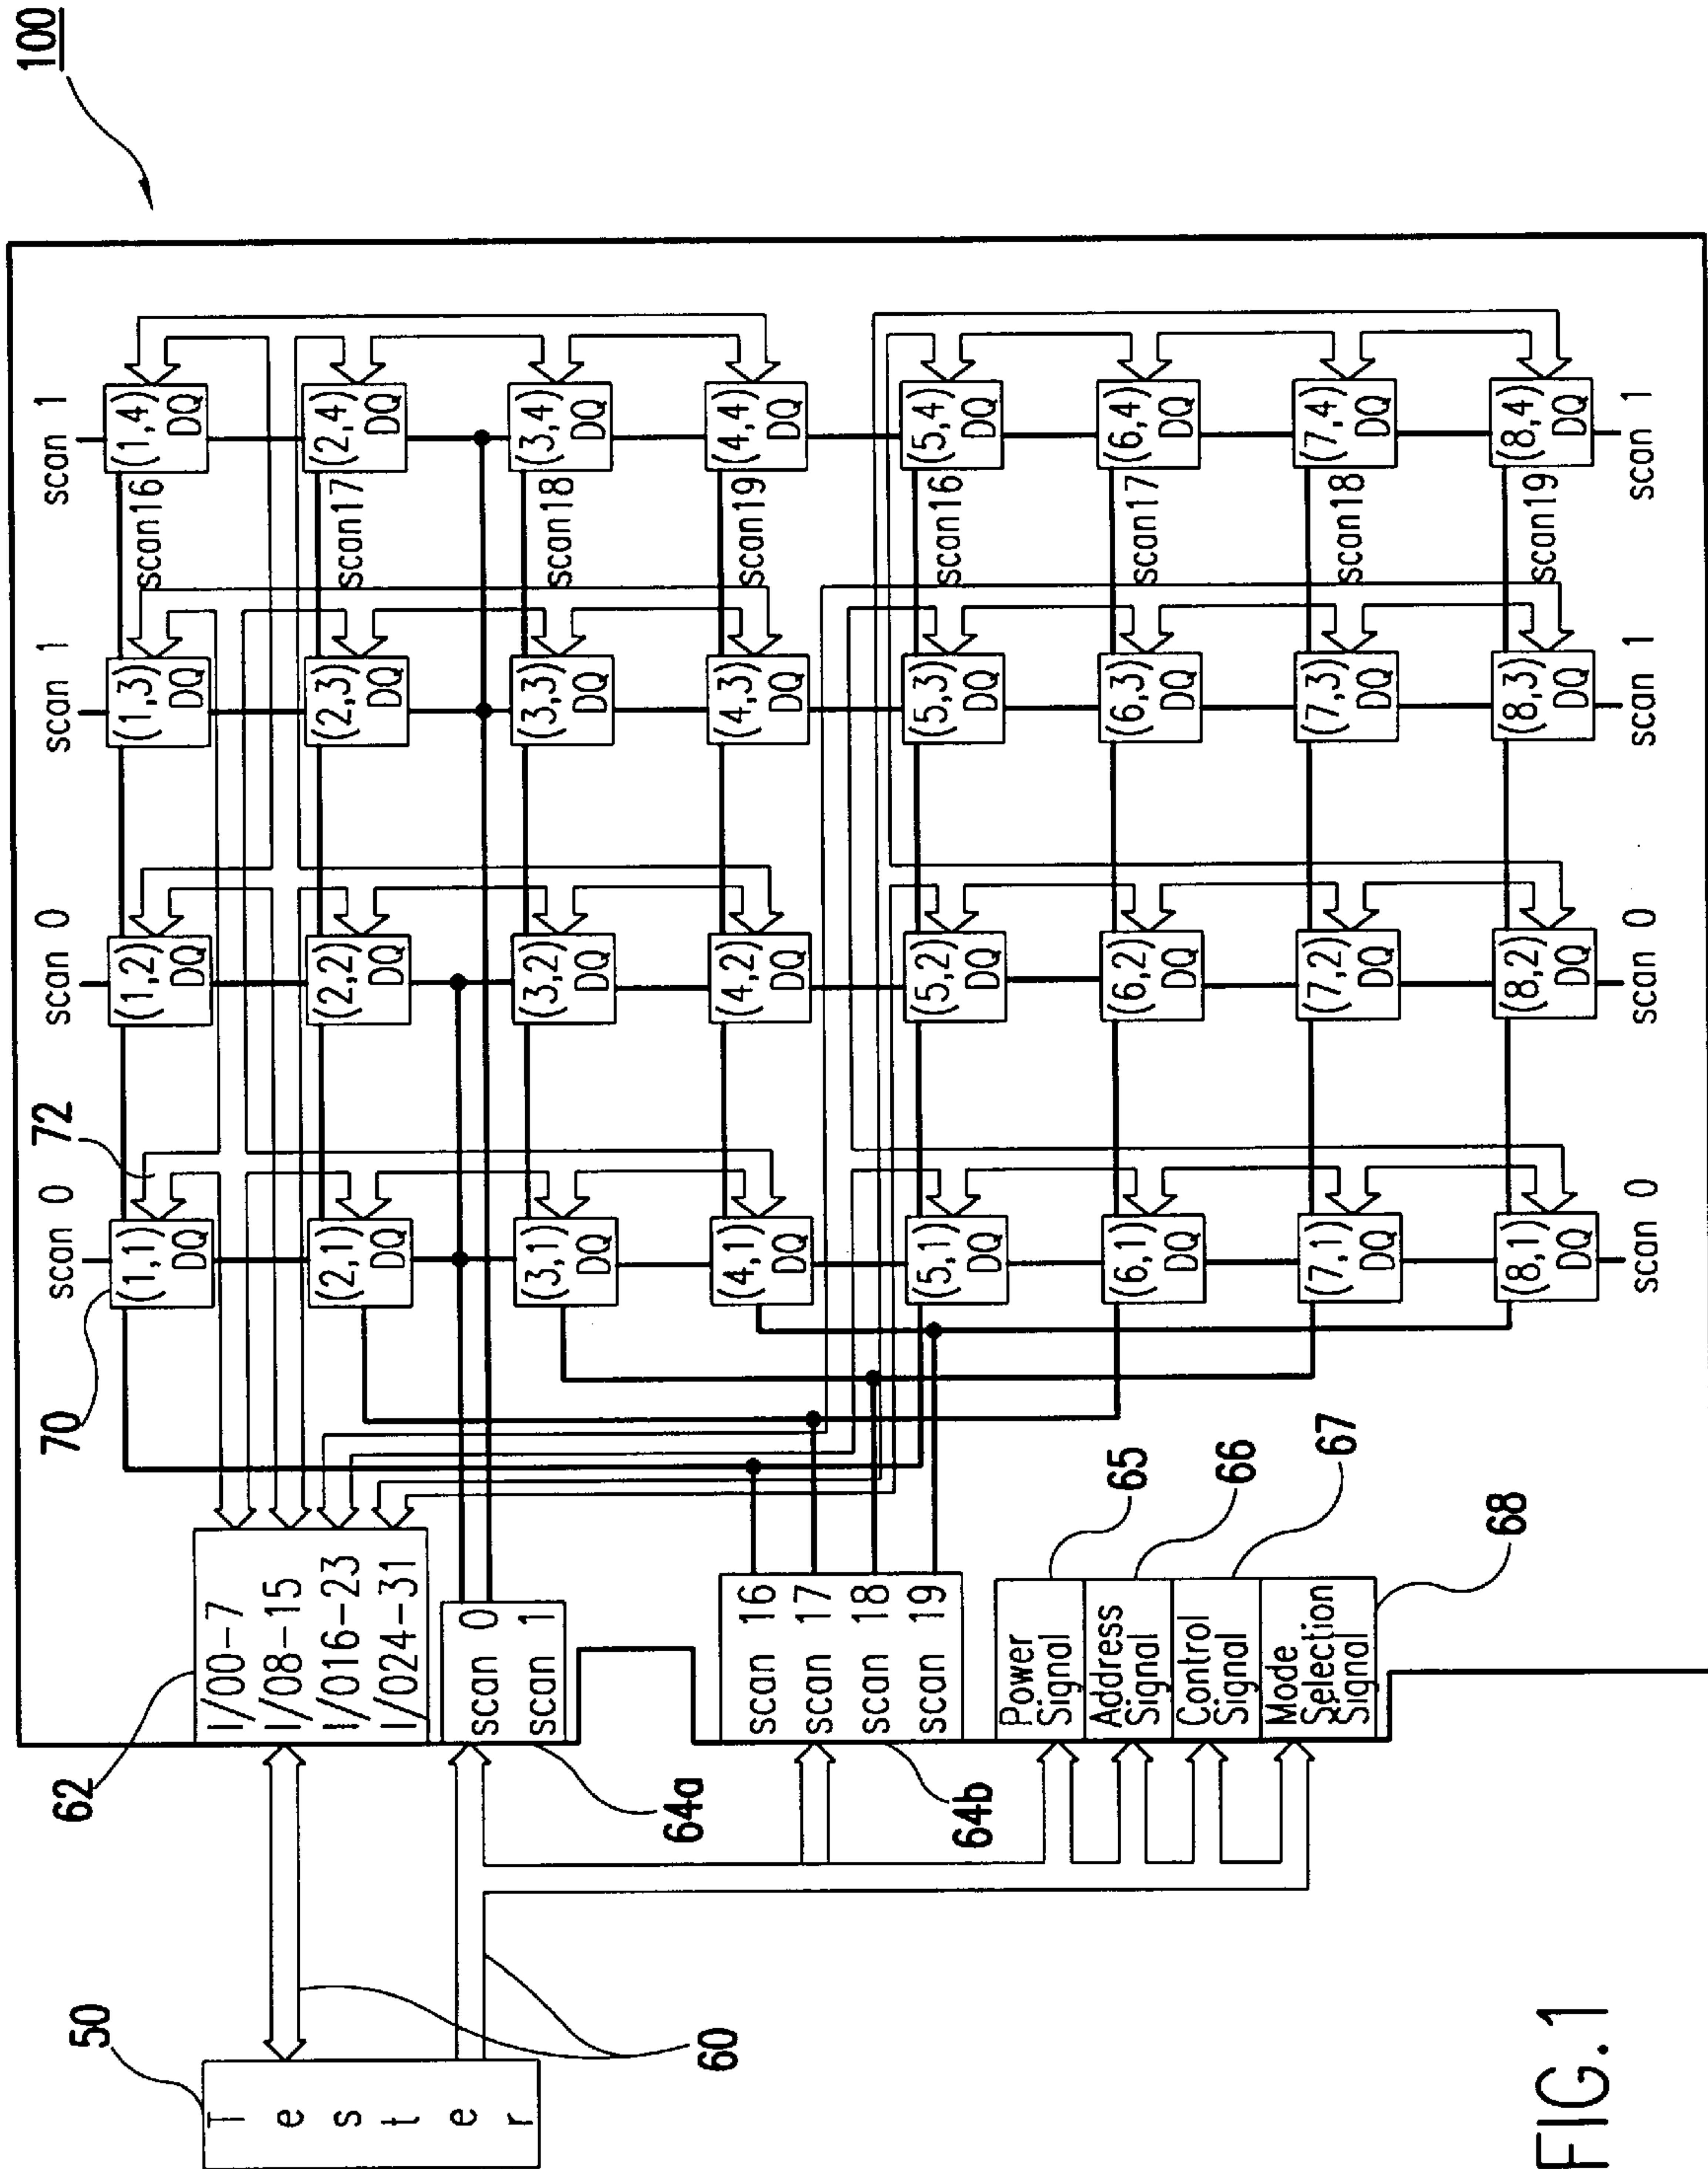 100
scan 0
scan 0
scan 1
scan 1
70
72
(1,1)
DQ
(1,2)
DQ
(1,3)
DQ
(1,4)
DQ
scan16
(2,1)
DQ
(2,2)
DQ
(2,3)
DQ
(2,4)
DQ
scan17
(3,1)
DQ
(3,2)
DQ
(3,3)
DQ
(3,4)
DQ
scan18
(4,1)
DQ
(4,2)
DQ
(4,3)
DQ
(4,4)
DQ
scan19
(5,1)
DQ
(5,2)
DQ
(5,3)
DQ
(5,4)
DQ
scan16
(6,1)
DQ
(6,2)
DQ
(6,3)
DQ
(6,4)
DQ
scan17
(7,1)
DQ
(7,2)
DQ
(7,3)
DQ
(7,4)
DQ
scan18
(8,1)
DQ
(8,2)
DQ
(8,3)
DQ
(8,4)
DQ
scan19
scan 0
scan 0
scan 1
scan 1
50
Tester
60
62
I/00-7
I/08-15
I/016-23
I/024-31
scan 0
scan 1
64a
scan 16
scan 17
scan 18
scan 19
64b
Power
Signal
65
Address
Signal
66
Control
Signal
67
Mode
Selection
Signal
68
FIG.1